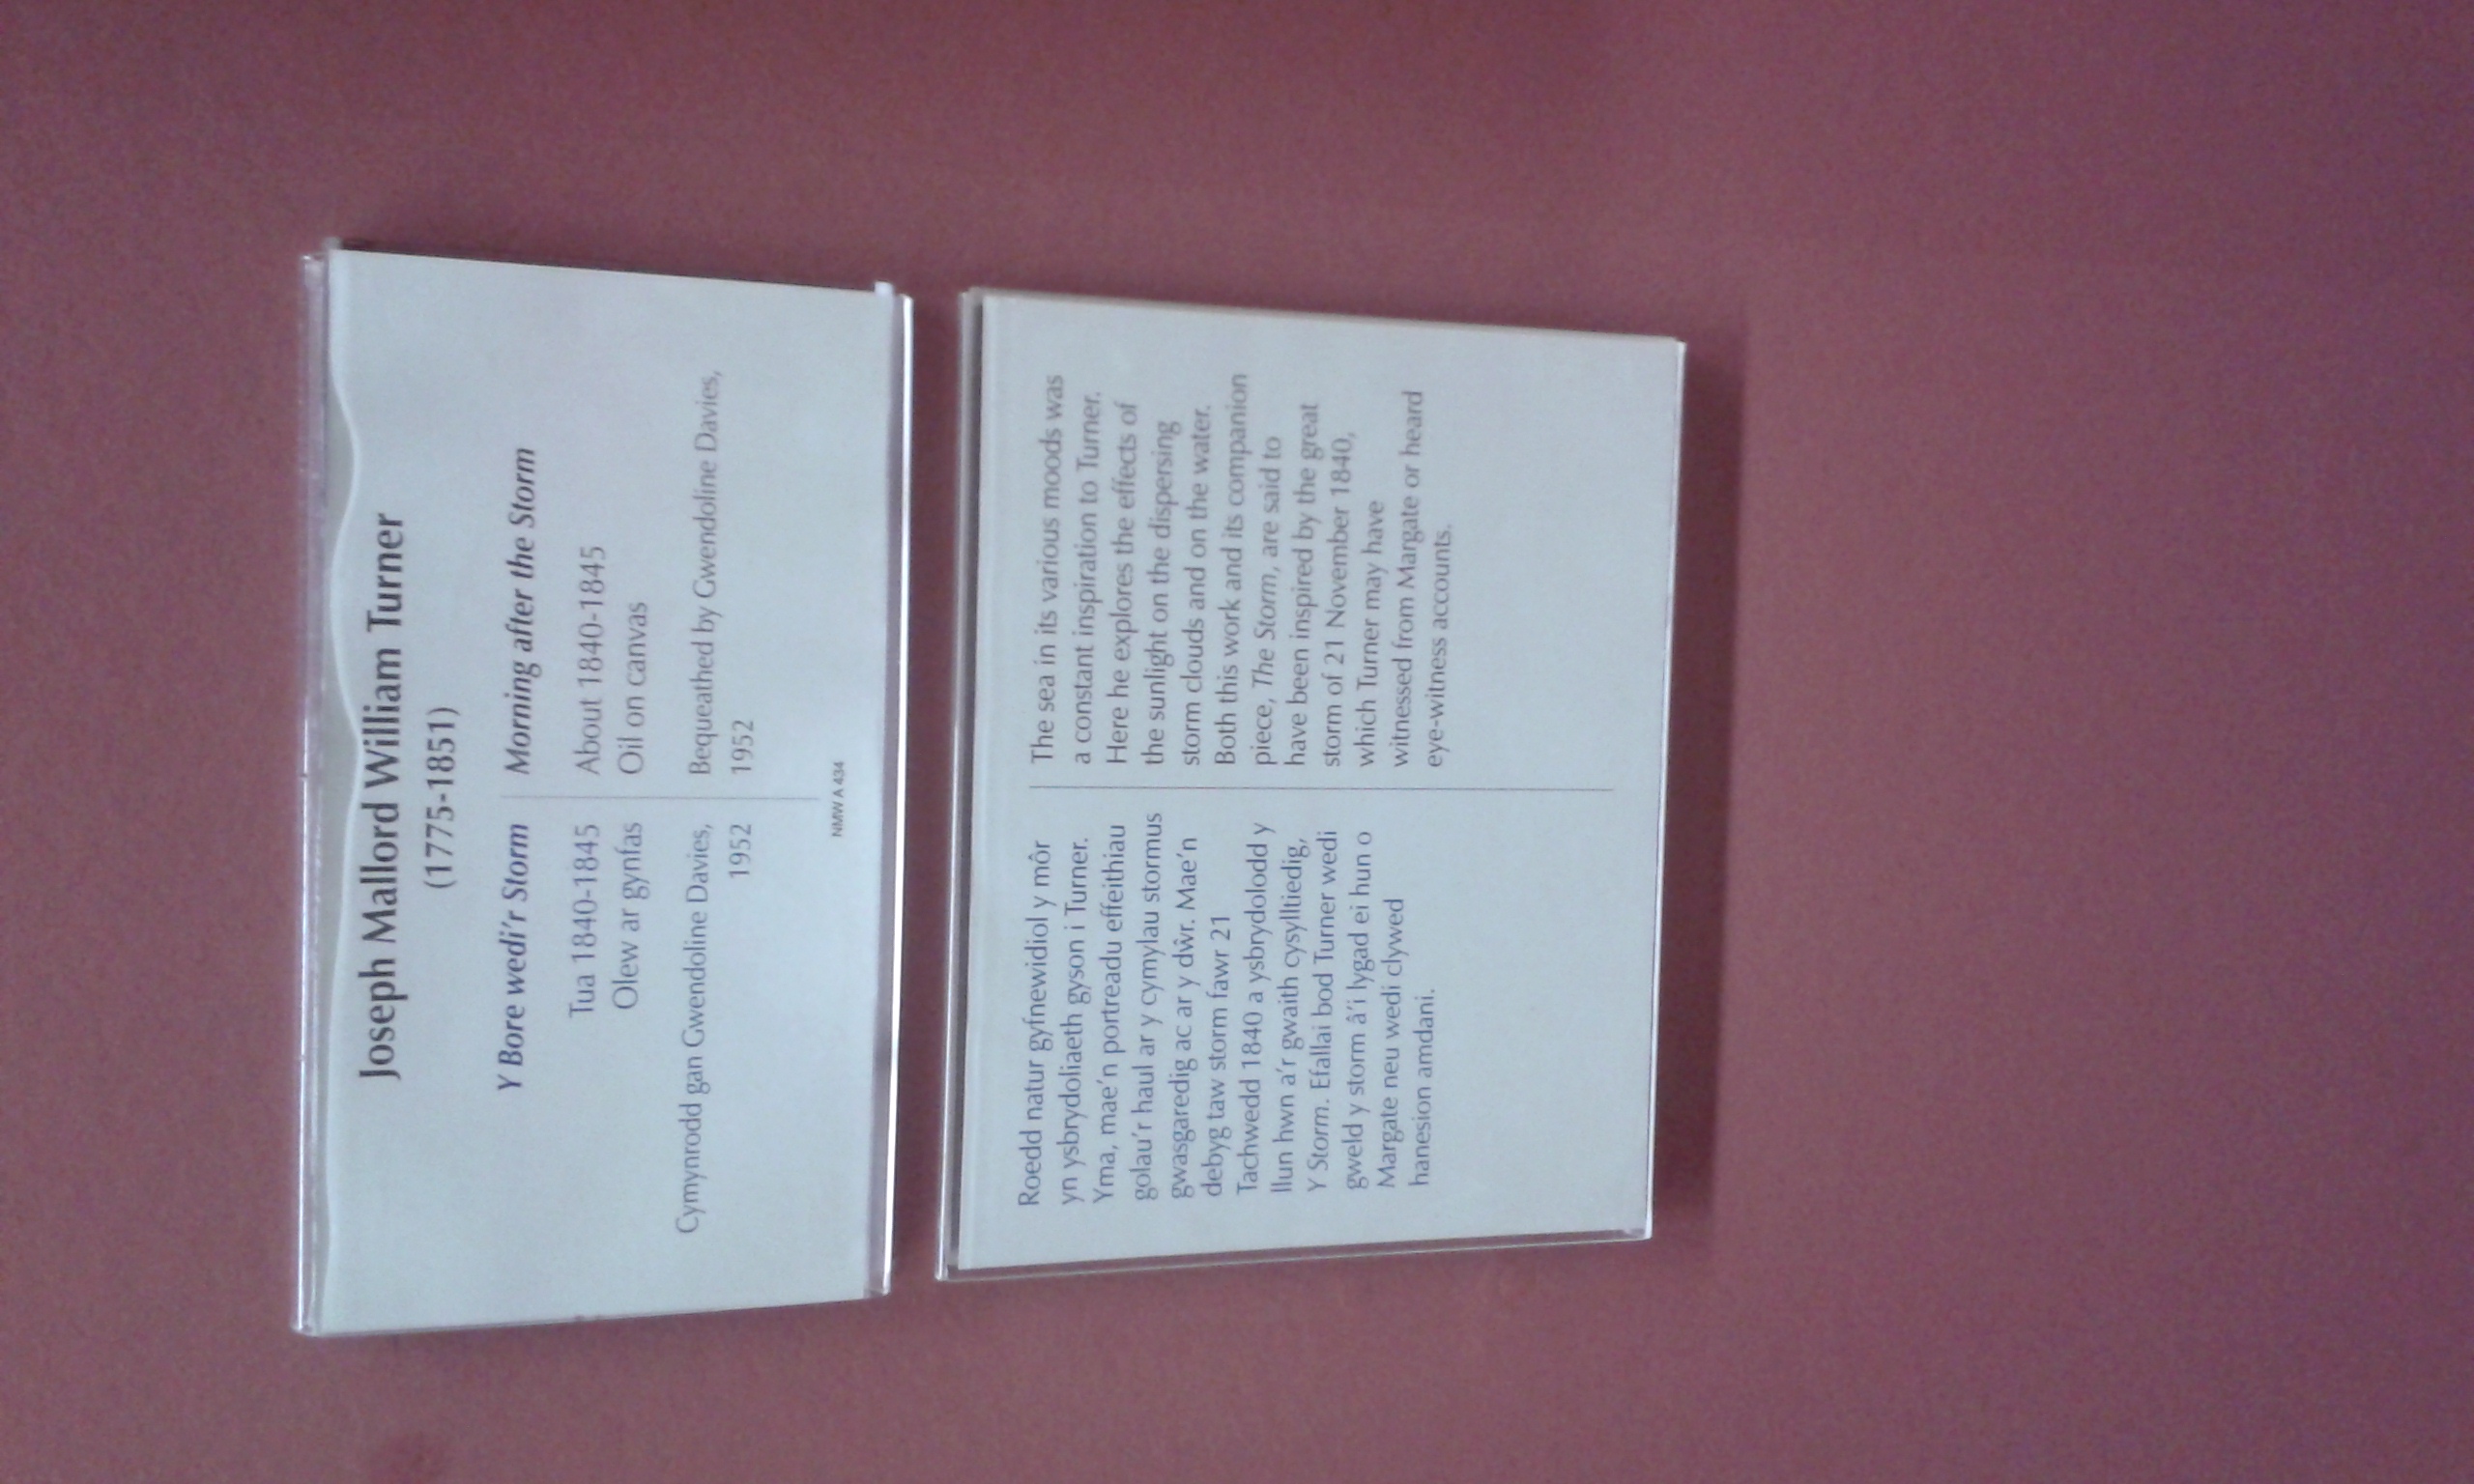 Joseph Mallord William Turner
(1775-1851)
Y Bore wedi'r Storm
Tua 1840-1845
Olew ar gynfas
Cymynrodd gan Gwendoline Davies,
1952
Morning after the Storm
About 1840-1845
Oil on canvas
Bequeathed by Gwendoline Davies,
1952
NMW A 434
Roedd natur gyfnewidiol y môr
yn ysbrydoliaeth gyson i Turner.
Yma, mae'n portreadu effeithiau
golau'r haul ar y cymylau stormus
gwasgaredig ac ar y dŵr. Mae'n
debyg taw storm fawr 21
Tachwedd 1840 a ysbrydolodd y
llun hwn a'r gwaith cysylltiedig,
Y Storm. Efallai bod Turner wedi
gweld y storm â'i lygad ei hun o
Margate neu wedi clywed
hanesion amdani.
The sea in its various moods was
a constant inspiration to Turner.
Here he explores the effects of
the sunlight on the dispersing
storm clouds and on the water.
Both this work and its companion
piece, The Storm, are said to
have been inspired by the great
storm of 21 November 1840,
which Turner may have
witnessed from Margate or heard
eye-witness accounts.